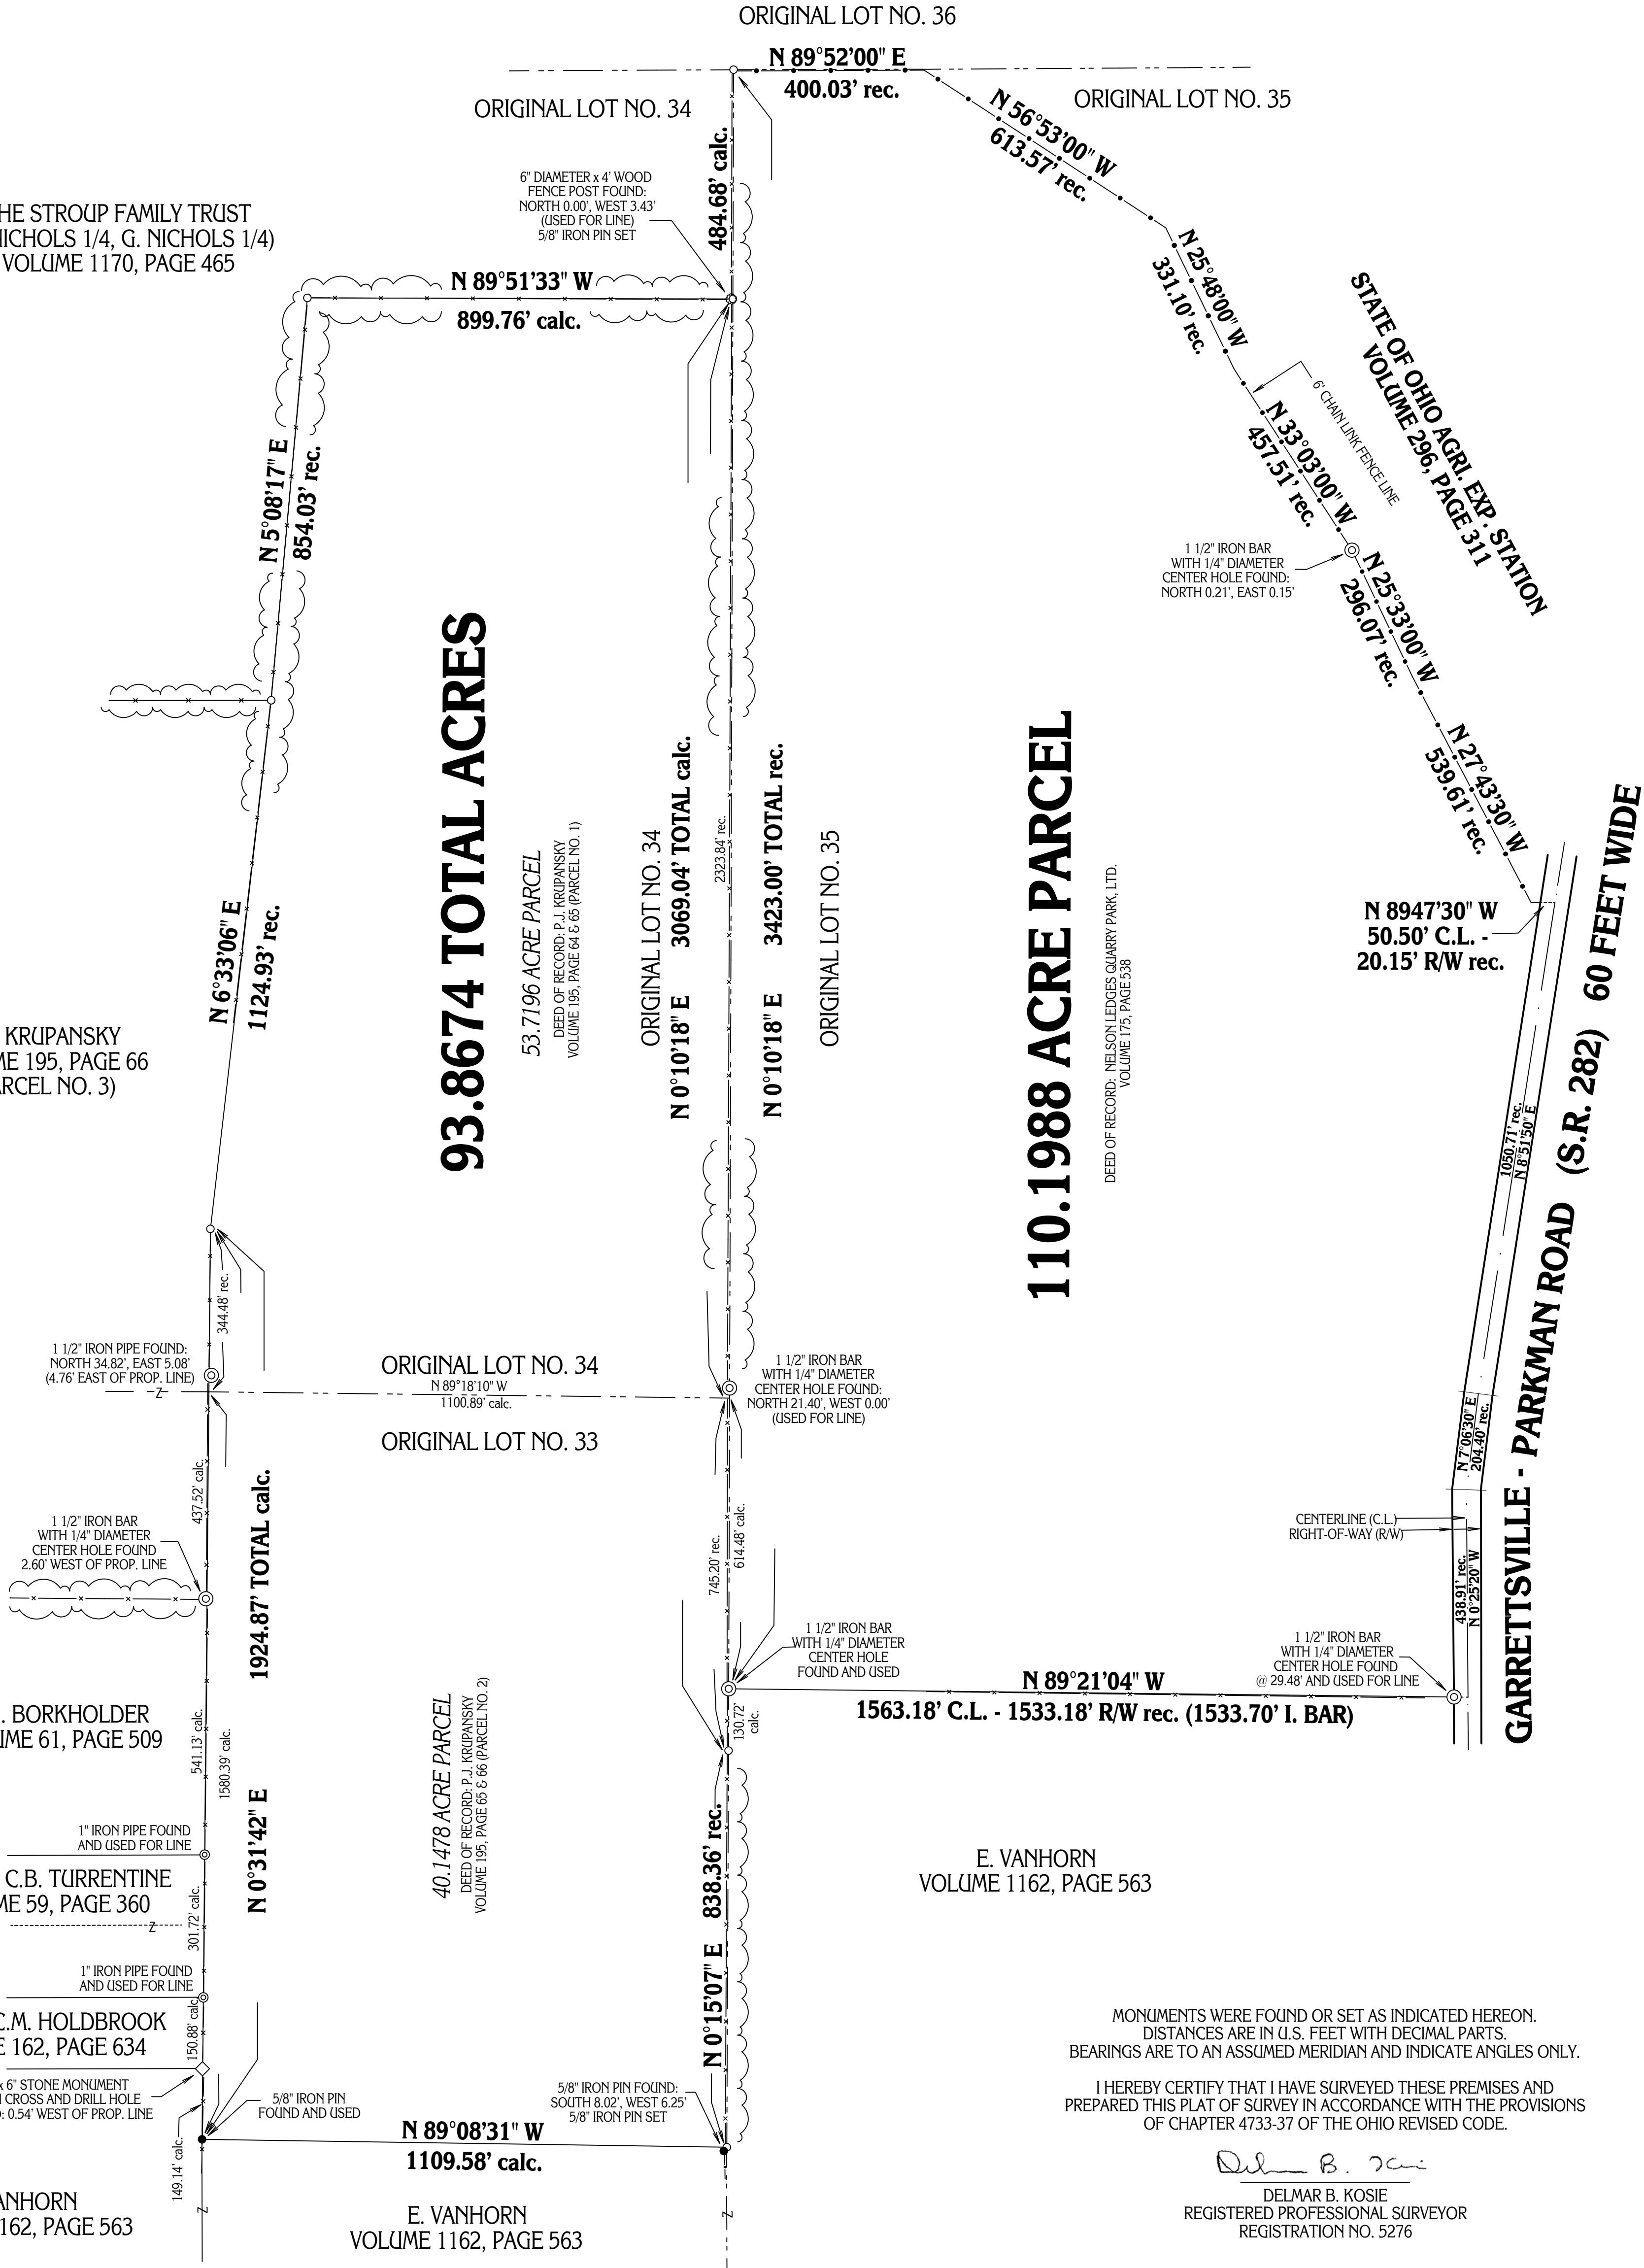 ORIGINAL LOT NO. 36
N 89°52'00" E
400.03' rec.
ORIGINAL LOT NO. 34
ORIGINAL LOT NO. 35
N 56°53'00" W
613.57' rec.
484.68' calc.
6" DIAMETER x 4' WOOD
FENCE POST FOUND:
NORTH 0.00', WEST 3.43'
(USED FOR LINE)
5/8" IRON PIN SET
HE STROUP FAMILY TRUST
NICHOLS 1/4, G. NICHOLS 1/4)
VOLUME 1170, PAGE 465
N 89°51'33" W
899.76' calc.
N 25°48'00" W
331.10' rec.
STATE OF OHIO AGRI. EXP. STATION
VOLUME 296, PAGE 311
6' CHAIN LINK FENCE LINE
N 33°03'00" W
457.51' rec.
1 1/2" IRON BAR
WITH 1/4" DIAMETER
CENTER HOLE FOUND:
NORTH 0.21', EAST 0.15'
N 25°33'00" W
296.07' rec.
N 5°08'17" E
854.03' rec.
93.8674 TOTAL ACRES
53.7196 ACRE PARCEL
DEED OF RECORD: P.J. KRUPANSKY
VOLUME 195, PAGE 64 & 65 (PARCEL NO. 1)
ORIGINAL LOT NO. 34
N 0°10'18" E 3069.04' TOTAL calc.
2323.84' rec.
N 0°10'18" E 3423.00' TOTAL rec.
ORIGINAL LOT NO. 35
110.1988 ACRE PARCEL
DEED OF RECORD: NELSON LEDGES QUARRY PARK, LTD.
VOLUME 175, PAGE 538
N 27°43'30" W
539.61' rec.
N 8947'30" W
50.50' C.L. -
20.15' R/W rec.
N 6°33'06" E
1124.93' rec.
KRUPANSKY
ME 195, PAGE 66
ARCEL NO. 3)
1050.71' rec.
N 8°51'50" E
GARRETTSVILLE - PARKMAN ROAD (S.R. 282) 60 FEET WIDE
344.48' rec.
1 1/2" IRON PIPE FOUND:
NORTH 34.82', EAST 5.08'
(4.76' EAST OF PROP. LINE)
Z
ORIGINAL LOT NO. 34
N 89°18'10" W
1100.89' calc.
ORIGINAL LOT NO. 33
1 1/2" IRON BAR
WITH 1/4" DIAMETER
CENTER HOLE FOUND:
NORTH 21.40', WEST 0.00'
(USED FOR LINE)
N 7°06'30" E
204.40' rec.
437.52' calc.
1 1/2" IRON BAR
WITH 1/4" DIAMETER
CENTER HOLE FOUND
2.60' WEST OF PROP. LINE
N 0°31'42" E 1924.87' TOTAL calc.
745.20' rec.
614.48' calc.
CENTERLINE (C.L.)
RIGHT-OF-WAY (R/W)
438.91' rec.
N 0°25'20" W
1 1/2" IRON BAR
WITH 1/4" DIAMETER
CENTER HOLE
FOUND AND USED
1 1/2" IRON BAR
WITH 1/4" DIAMETER
CENTER HOLE FOUND
@ 29.48' AND USED FOR LINE
N 89°21'04" W
1563.18' C.L. - 1533.18' R/W rec. (1533.70' I. BAR)
130.72'
calc.
. BORKHOLDER
UME 61, PAGE 509
541.13' calc.
1580.39' calc.
40.1478 ACRE PARCEL
DEED OF RECORD: P.J. KRUPANSKY
VOLUME 195, PAGE 65 & 66 (PARCEL NO. 2)
1" IRON PIPE FOUND
AND USED FOR LINE
C.B. TURRENTINE
ME 59, PAGE 360
Z
301.72' calc.
N 0°15'07" E 838.36' rec.
E. VANHORN
VOLUME 1162, PAGE 563
1" IRON PIPE FOUND
AND USED FOR LINE
C.M. HOLDBROOK
E 162, PAGE 634
150.88' calc.
x 6" STONE MONUMENT
H CROSS AND DRILL HOLE
D: 0.54' WEST OF PROP. LINE
5/8" IRON PIN
FOUND AND USED
5/8" IRON PIN FOUND:
SOUTH 8.02', WEST 6.25'
5/8" IRON PIN SET
149.14' calc.
N 89°08'31" W
1109.58' calc.
ANHORN
162, PAGE 563
Z
E. VANHORN
VOLUME 1162, PAGE 563
Z
MONUMENTS WERE FOUND OR SET AS INDICATED HEREON.
DISTANCES ARE IN U.S. FEET WITH DECIMAL PARTS.
BEARINGS ARE TO AN ASSUMED MERIDIAN AND INDICATE ANGLES ONLY.
I HEREBY CERTIFY THAT I HAVE SURVEYED THESE PREMISES AND
PREPARED THIS PLAT OF SURVEY IN ACCORDANCE WITH THE PROVISIONS
OF CHAPTER 4733-37 OF THE OHIO REVISED CODE.
DELMAR B. KOSIE
REGISTERED PROFESSIONAL SURVEYOR
REGISTRATION NO. 5276